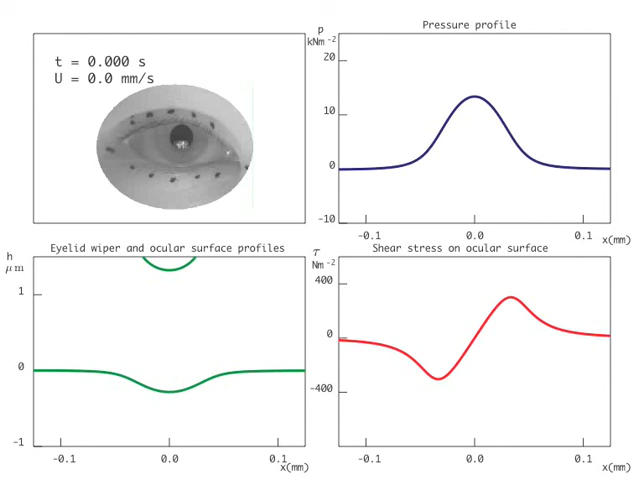 t = 0.000 s
U = 0.0 mm/s
Pressure profile
p
kNm-2
20
10
0
-10
-0.1 0.0 0.1 x(mm)
Eyelid wiper and ocular surface profiles
h
μm
1
0
-1
-0.1 0.0 0.1 x(mm)
Shear stress on ocular surface
τ
Nm-2
400
0
-400
-0.1 0.0 0.1 x(mm)